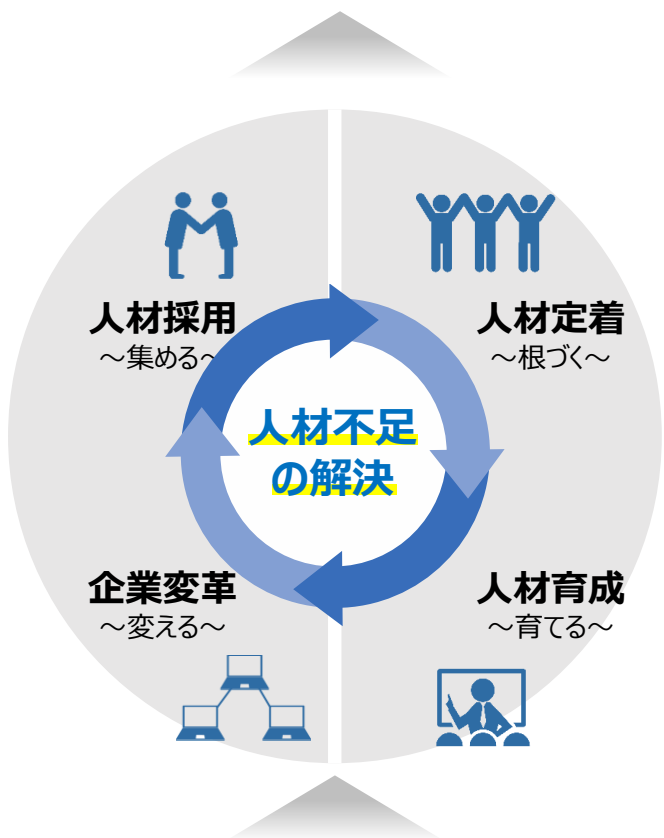 人材採用
～集める～
人材定着
～根づく～
人材不足
の解決
企業変革
～変える～
人材育成
～育てる～